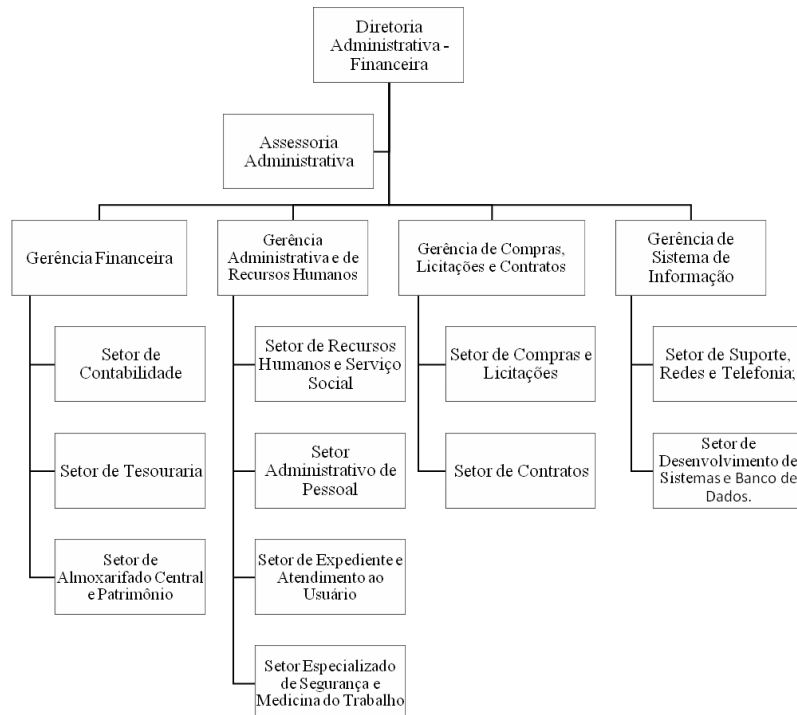 Diretoria
Administrativa -
Financeira
Assessoria
Administrativa
Gerência Financeira
Gerência
Administrativa e de
Recursos Humanos
Gerência de Compras,
Licitações e Contratos
Gerência de
Sistema de
Informação
Setor de
Contabilidade
Setor de Recursos
Humanos e Serviço
Social
Setor de Compras e
Licitações
Setor de Suporte,
Redes e Telefonia;
Setor de Tesouraria
Setor
Administrativo de
Pessoal
Setor de Contratos
Setor de
Desenvolvimento de
Sistemas e Banco de
Dados.
Setor de
Almoxarifado Central
e Patrimônio
Setor de Expediente e
Atendimento ao
Usuário
Setor Especializado
de Segurança e
Medicina do Trabalho